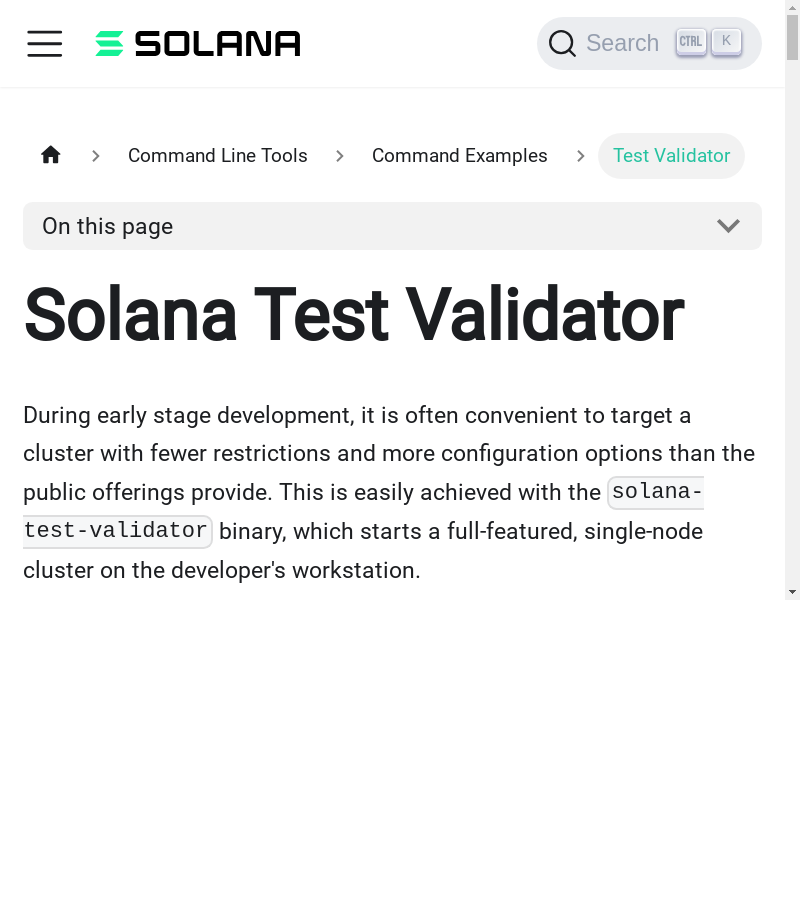 SOLANA
Search CTRL K
Command Line Tools Command Examples Test Validator
On this page
Solana Test Validator
During early stage development, it is often convenient to target a
cluster with fewer restrictions and more configuration options than the
public offerings provide. This is easily achieved with the solana-
test-validator binary, which starts a full-featured, single-node
cluster on the developer's workstation.